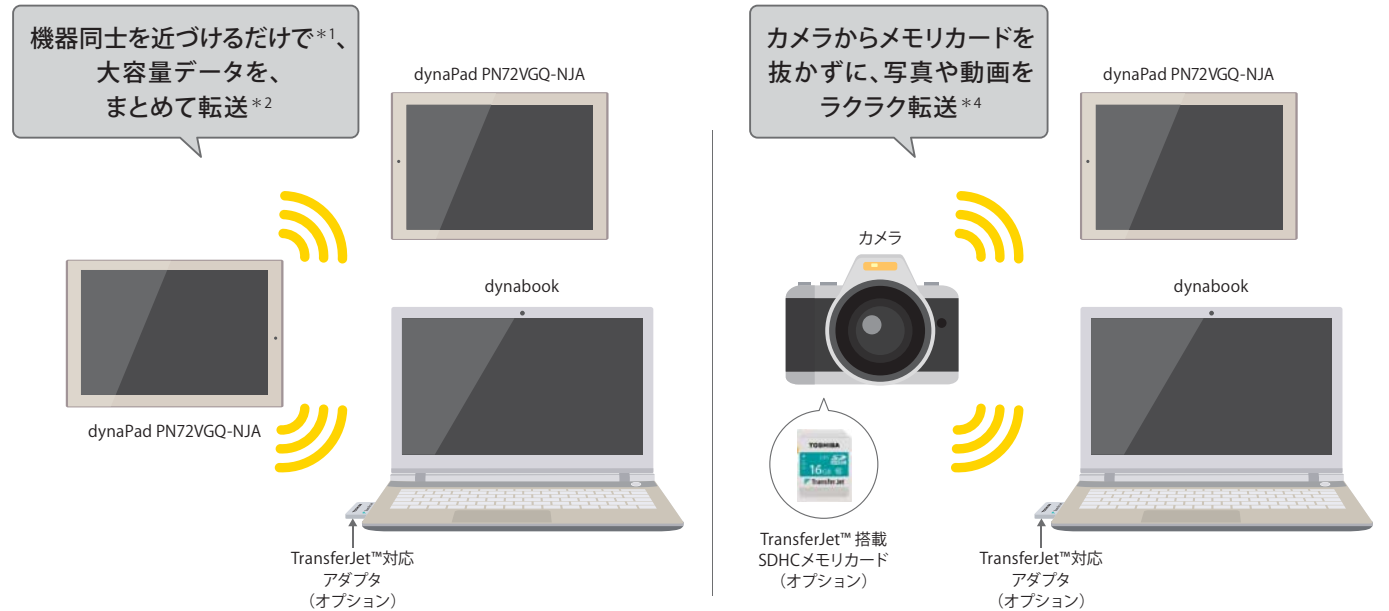 機器同士を近づけるだけで*1、
大容量データを、
まとめて転送*2
dynaPad PN72VGQ-NJA
dynabook
dynaPad PN72VGQ-NJA
TransferJet™対応
アダプタ
(オプション)
カメラからメモリカードを
抜かずに、写真や動画を
ラクラク転送*4
dynaPad PN72VGQ-NJA
カメラ
dynabook
TOSHIBA
16GB
TransferJet
TransferJet™ 搭載
SDHCメモリカード
(オプション)
TransferJet™対応
アダプタ
(オプション)